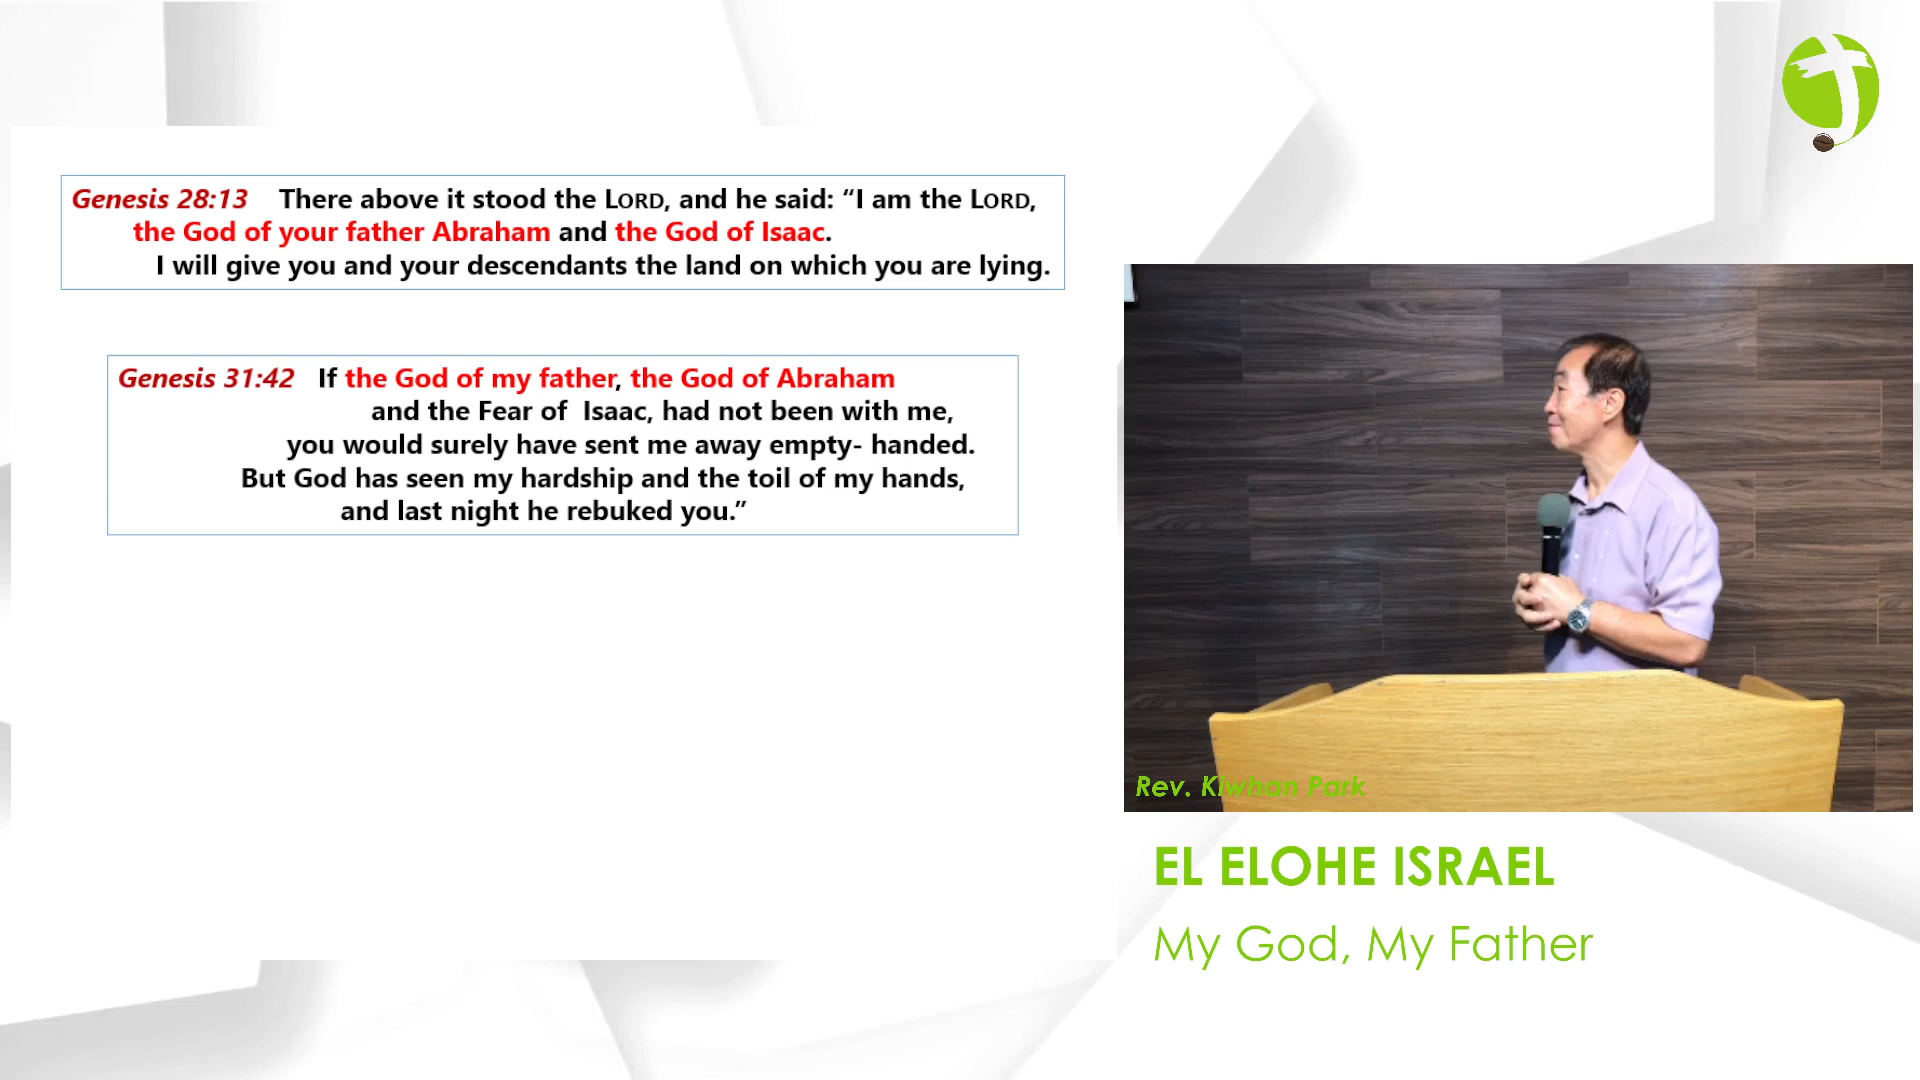 Genesis 28:13 There above it stood the LORD, and he said: “I am the LORD,
the God of your father Abraham and the God of Isaac.
I will give you and your descendants the land on which you are lying.
Genesis 31:42 If the God of my father, the God of Abraham
and the Fear of Isaac, had not been with me,
you would surely have sent me away empty- handed.
But God has seen my hardship and the toil of my hands,
and last night he rebuked you.”
Rev. Kiwhan Park
EL ELOHE ISRAEL
My God, My Father